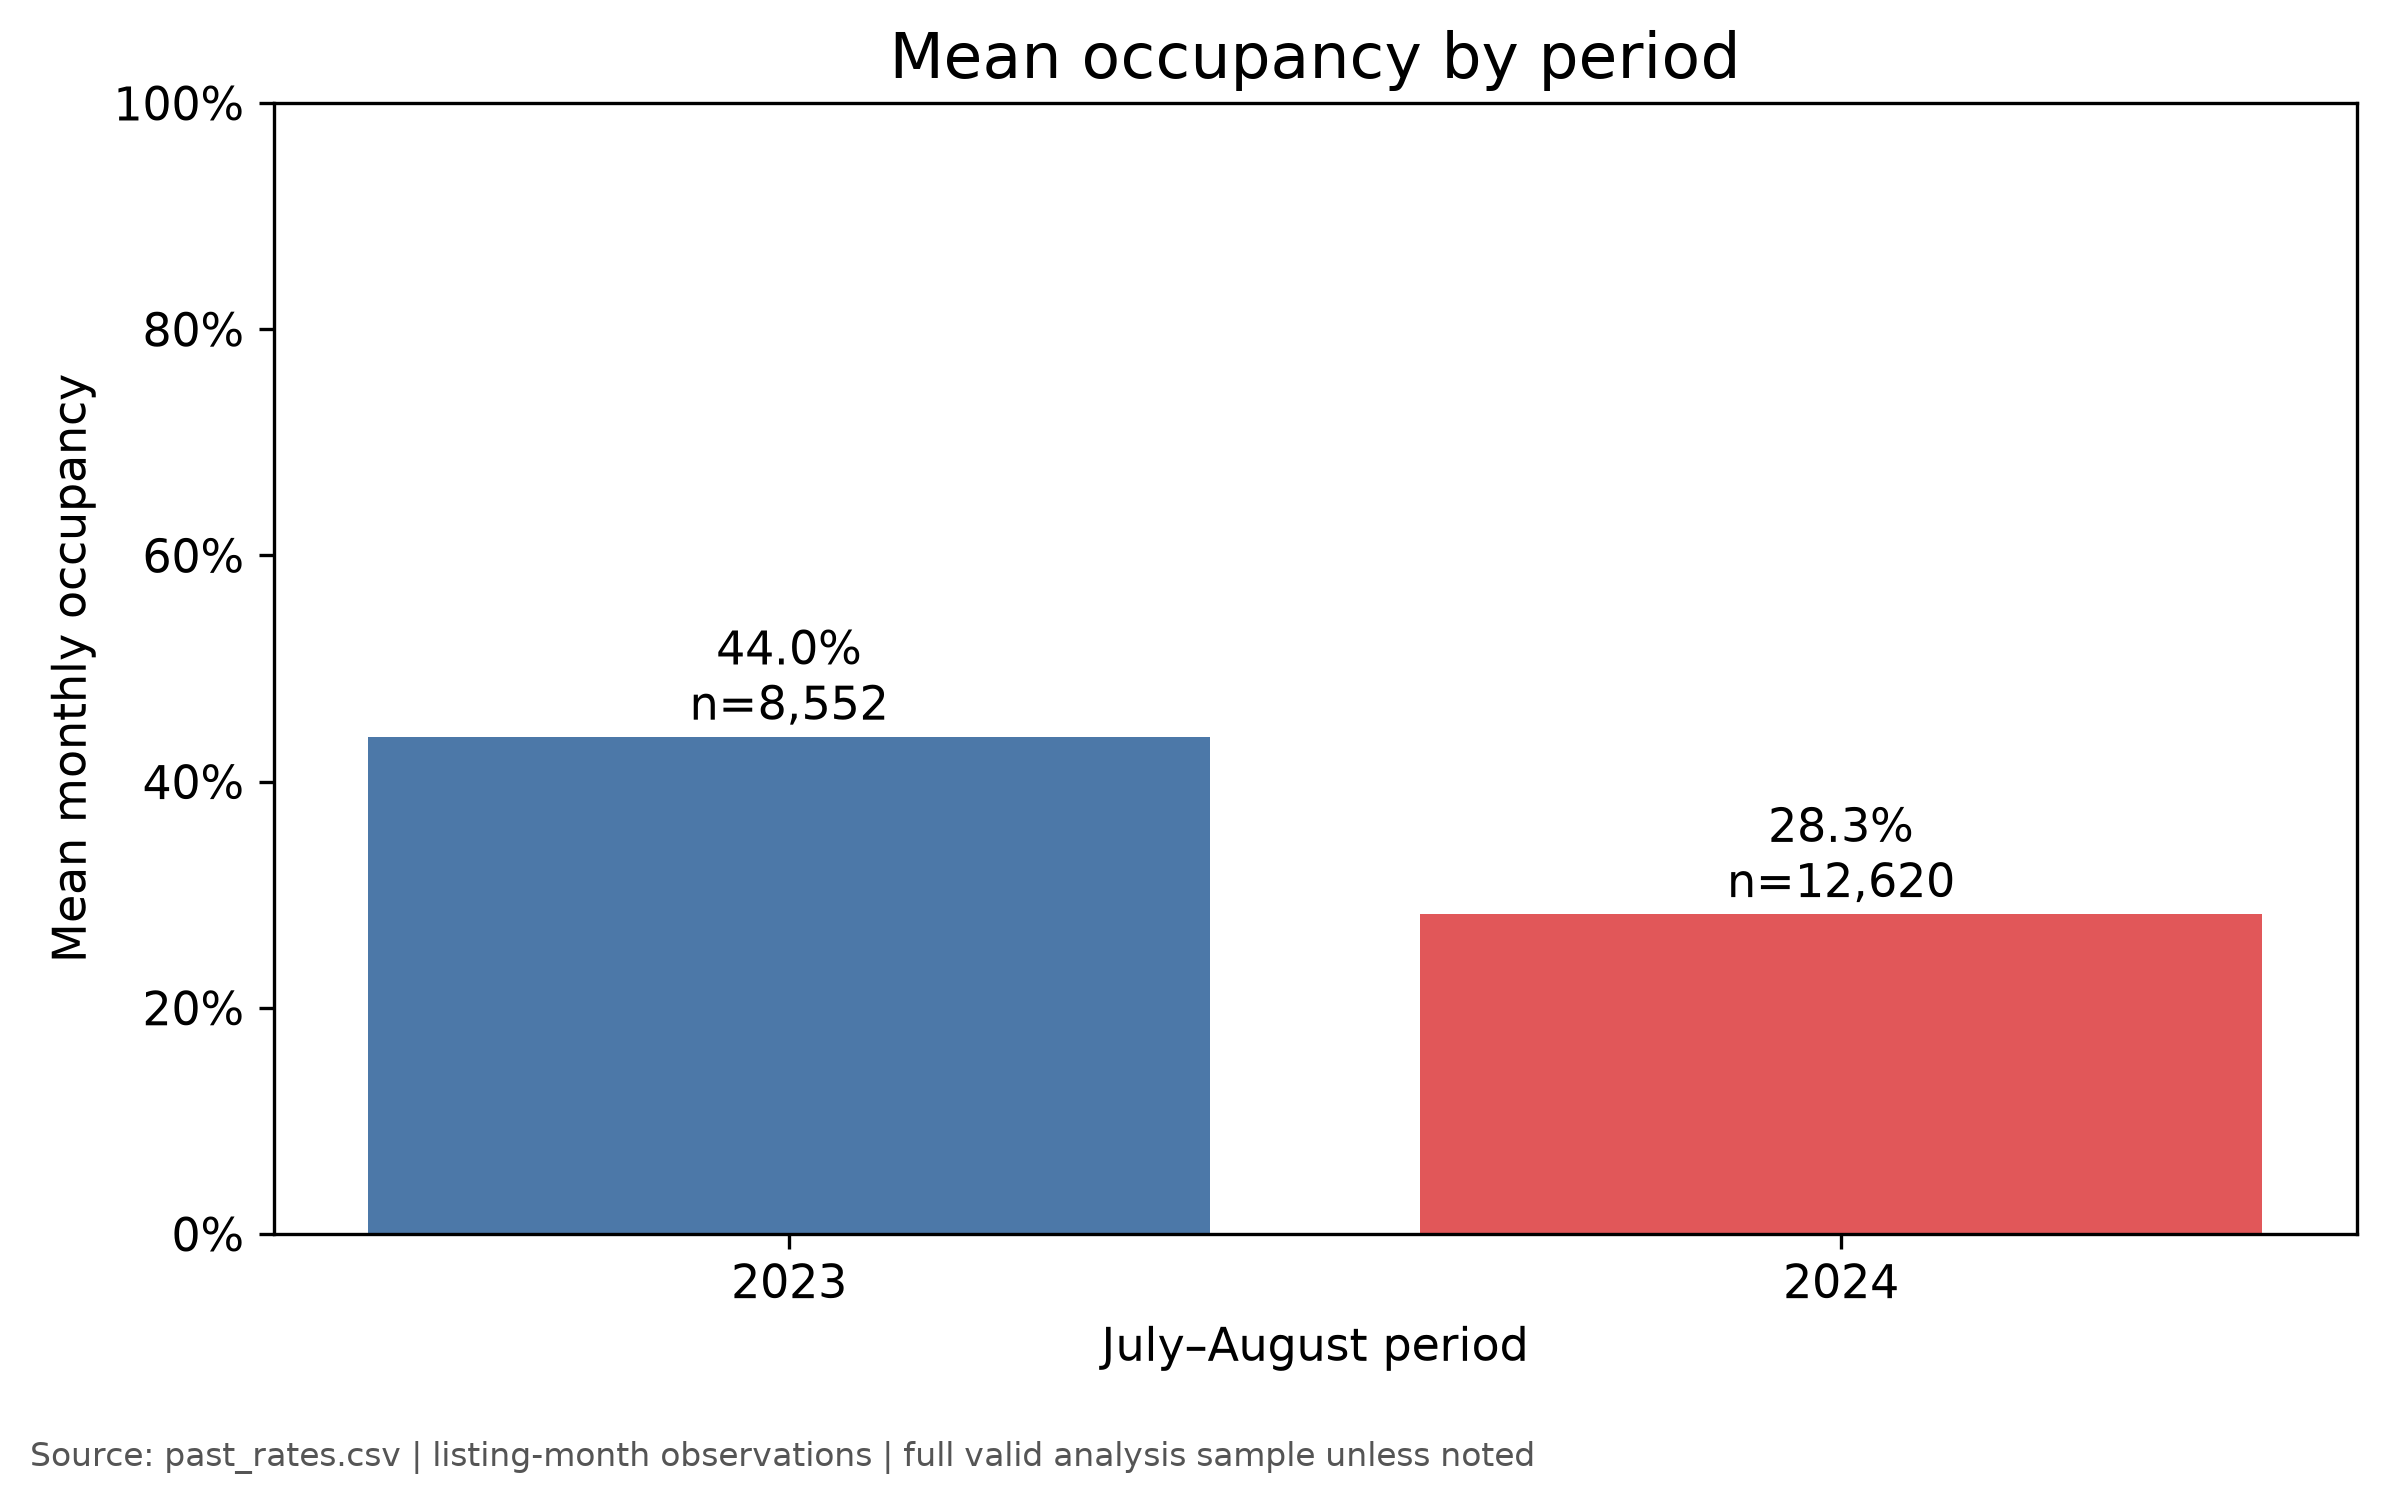 Mean occupancy by period
100%
80%
60%
40%
20%
0%
Mean monthly occupancy
44.0%
n=8,552
28.3%
n=12,620
2023
2024
July–August period
Source: past_rates.csv | listing-month observations | full valid analysis sample unless noted